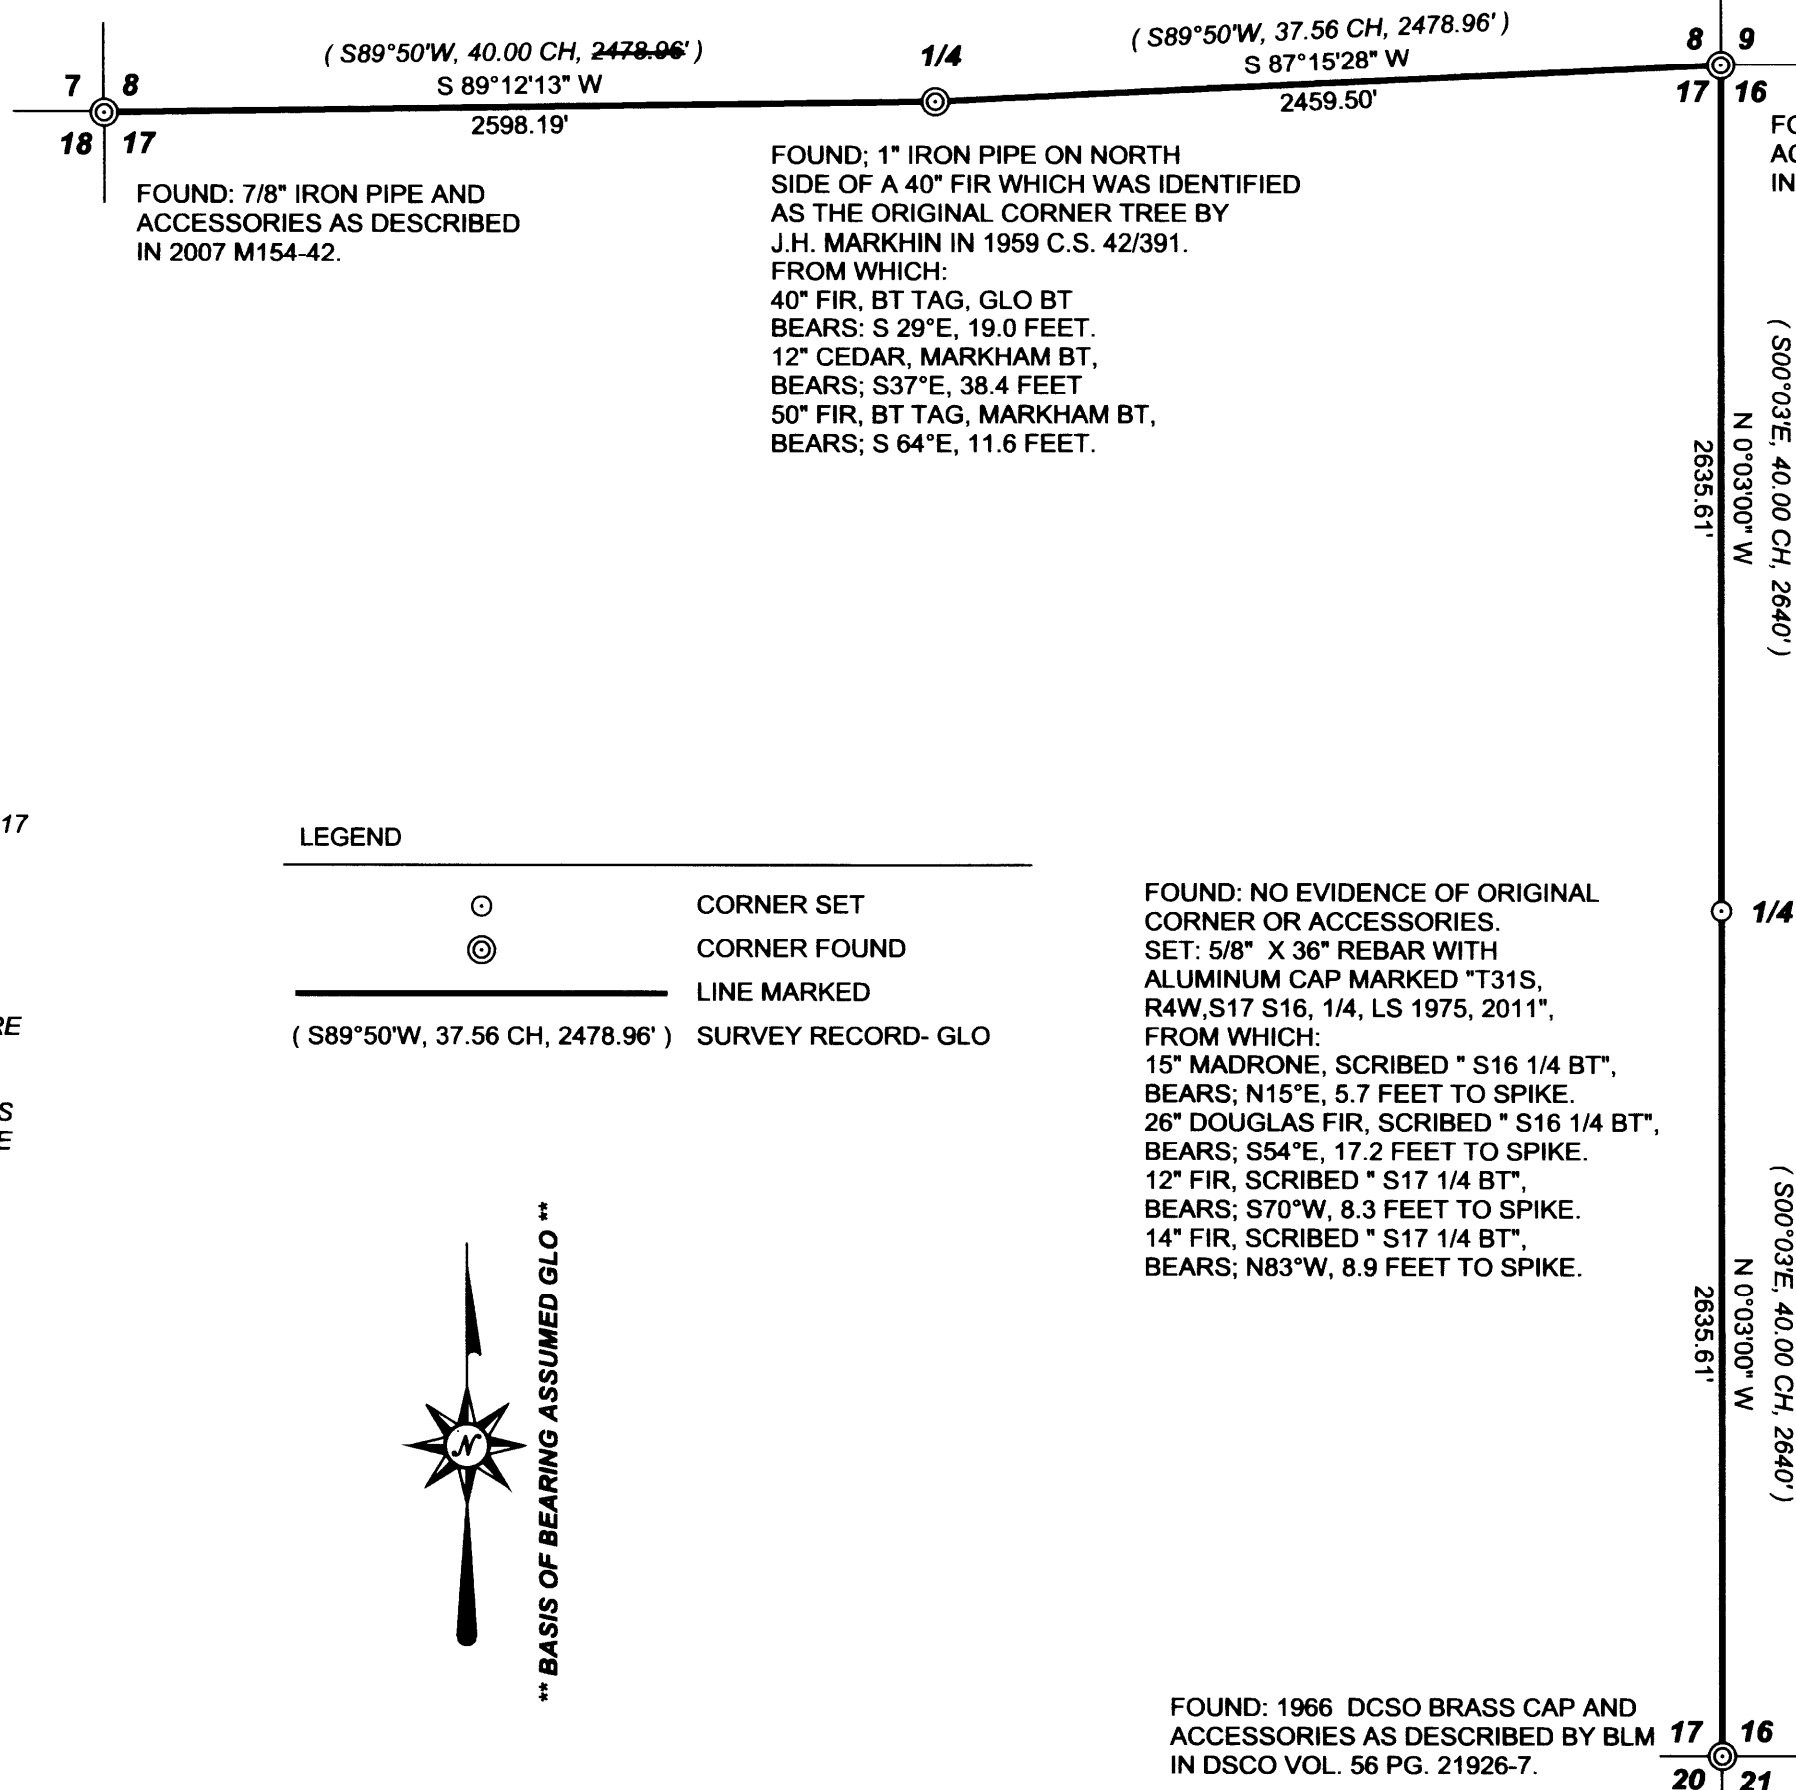 ( S89°50'W, 40.00 CH, 2478.96' )
S 89°12'13" W
2598.19'
1/4
( S89°50'W, 37.56 CH, 2478.96' )
S 87°15'28" W
2459.50'
7 8
18 17
8 9
17 16
FOUND: 7/8" IRON PIPE AND
ACCESSORIES AS DESCRIBED
IN 2007 M154-42.
FOUND; 1" IRON PIPE ON NORTH
SIDE OF A 40" FIR WHICH WAS IDENTIFIED
AS THE ORIGINAL CORNER TREE BY
J.H. MARKHIN IN 1959 C.S. 42/391.
FROM WHICH:
40" FIR, BT TAG, GLO BT
BEARS: S 29°E, 19.0 FEET.
12" CEDAR, MARKHAM BT,
BEARS; S37°E, 38.4 FEET
50" FIR, BT TAG, MARKHAM BT,
BEARS; S 64°E, 11.6 FEET.
FO
AC
IN
( S00°03'E, 40.00 CH, 2640' )
N 0°03'00" W
2635.61'
17
RE
S
E
LEGEND
CORNER SET
CORNER FOUND
LINE MARKED
( S89°50'W, 37.56 CH, 2478.96' ) SURVEY RECORD- GLO
FOUND: NO EVIDENCE OF ORIGINAL
CORNER OR ACCESSORIES.
SET: 5/8" X 36" REBAR WITH
ALUMINUM CAP MARKED "T31S,
R4W,S17 S16, 1/4, LS 1975, 2011",
FROM WHICH:
15" MADRONE, SCRIBED " S16 1/4 BT",
BEARS; N15°E, 5.7 FEET TO SPIKE.
26" DOUGLAS FIR, SCRIBED " S16 1/4 BT",
BEARS; S54°E, 17.2 FEET TO SPIKE.
12" FIR, SCRIBED " S17 1/4 BT",
BEARS; S70°W, 8.3 FEET TO SPIKE.
14" FIR, SCRIBED " S17 1/4 BT",
BEARS; N83°W, 8.9 FEET TO SPIKE.
1/4
N
** BASIS OF BEARING ASSUMED GLO **
( S00°03'E, 40.00 CH, 2640' )
N 0°03'00" W
2635.61'
FOUND: 1966 DCSO BRASS CAP AND
ACCESSORIES AS DESCRIBED BY BLM
IN DSCO VOL. 56 PG. 21926-7.
17 16
20 21